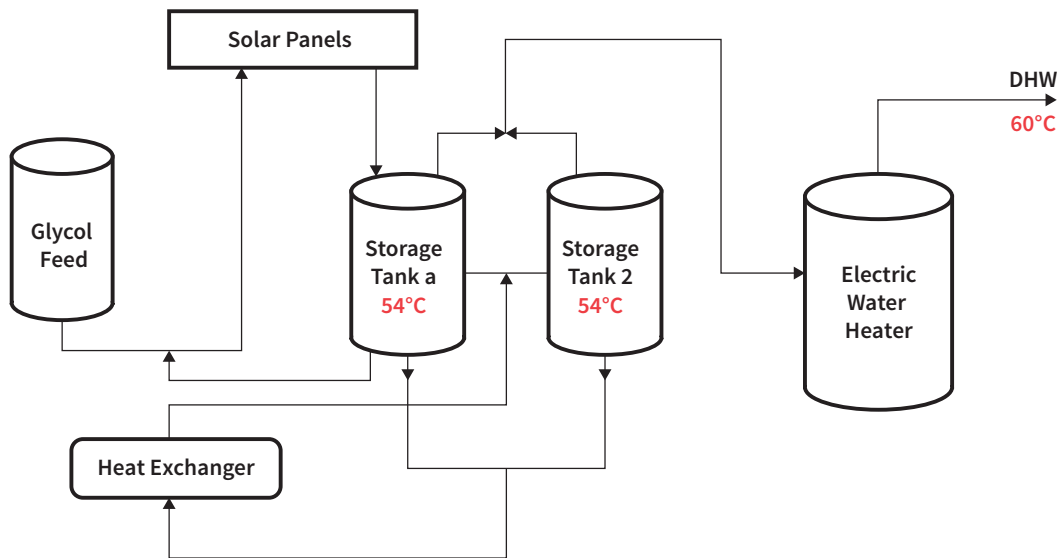 Solar Panels
DHW
60°C
Glycol
Feed
Storage
Tank a
54°C
Storage
Tank 2
54°C
Electric
Water
Heater
Heat Exchanger